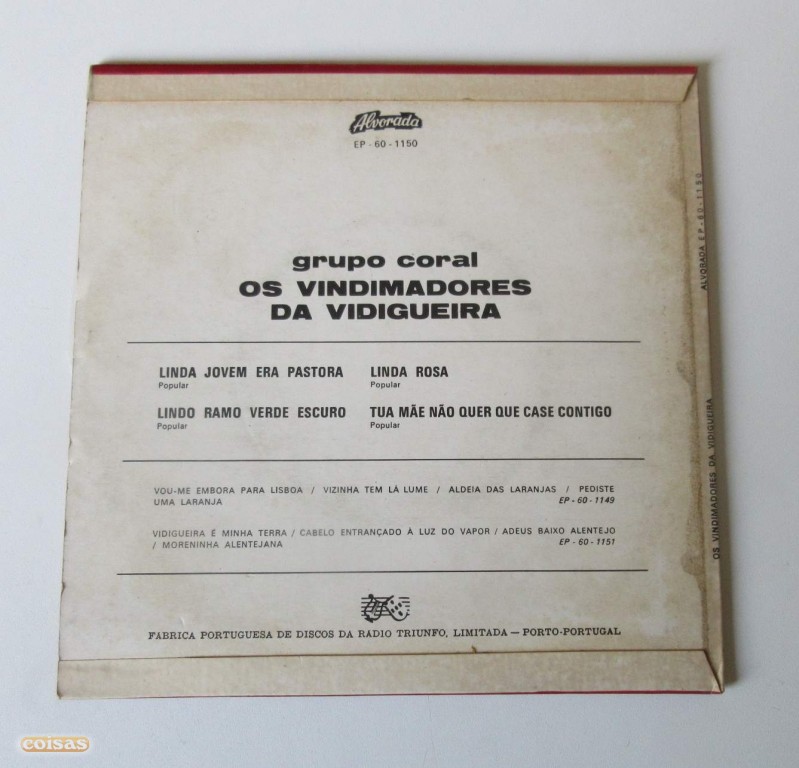 Alvorada
EP - 60 - 1150
grupo coral
OS VINDIMADORES
DA VIDIGUEIRA
LINDA JOVEM ERA PASTORA
Popular
LINDA ROSA
Popular
LINDO RAMO VERDE ESCURO
Popular
TUA MÃE NÃO QUER QUE CASE CONTIGO
Popular
VOU-ME EMBORA PARA LISBOA / VIZINHA TEM LÁ LUME / ALDEIA DAS LARANJAS / PEDISTE
UMA LARANJA EP - 60 - 1149
VIDIGUEIRA É MINHA TERRA / CABELO ENTRANÇADO À LUZ DO VAPOR / ADEUS BAIXO ALENTEJO
/ MORENINHA ALENTEJANA EP - 60 - 1151
FABRICA PORTUGUESA DE DISCOS DA RADIO TRIUNFO, LIMITADA — PORTO-PORTUGAL
ALVORADA EP-60-1150
OS VINDIMADORES DA VIDIGUEIRA
coisas